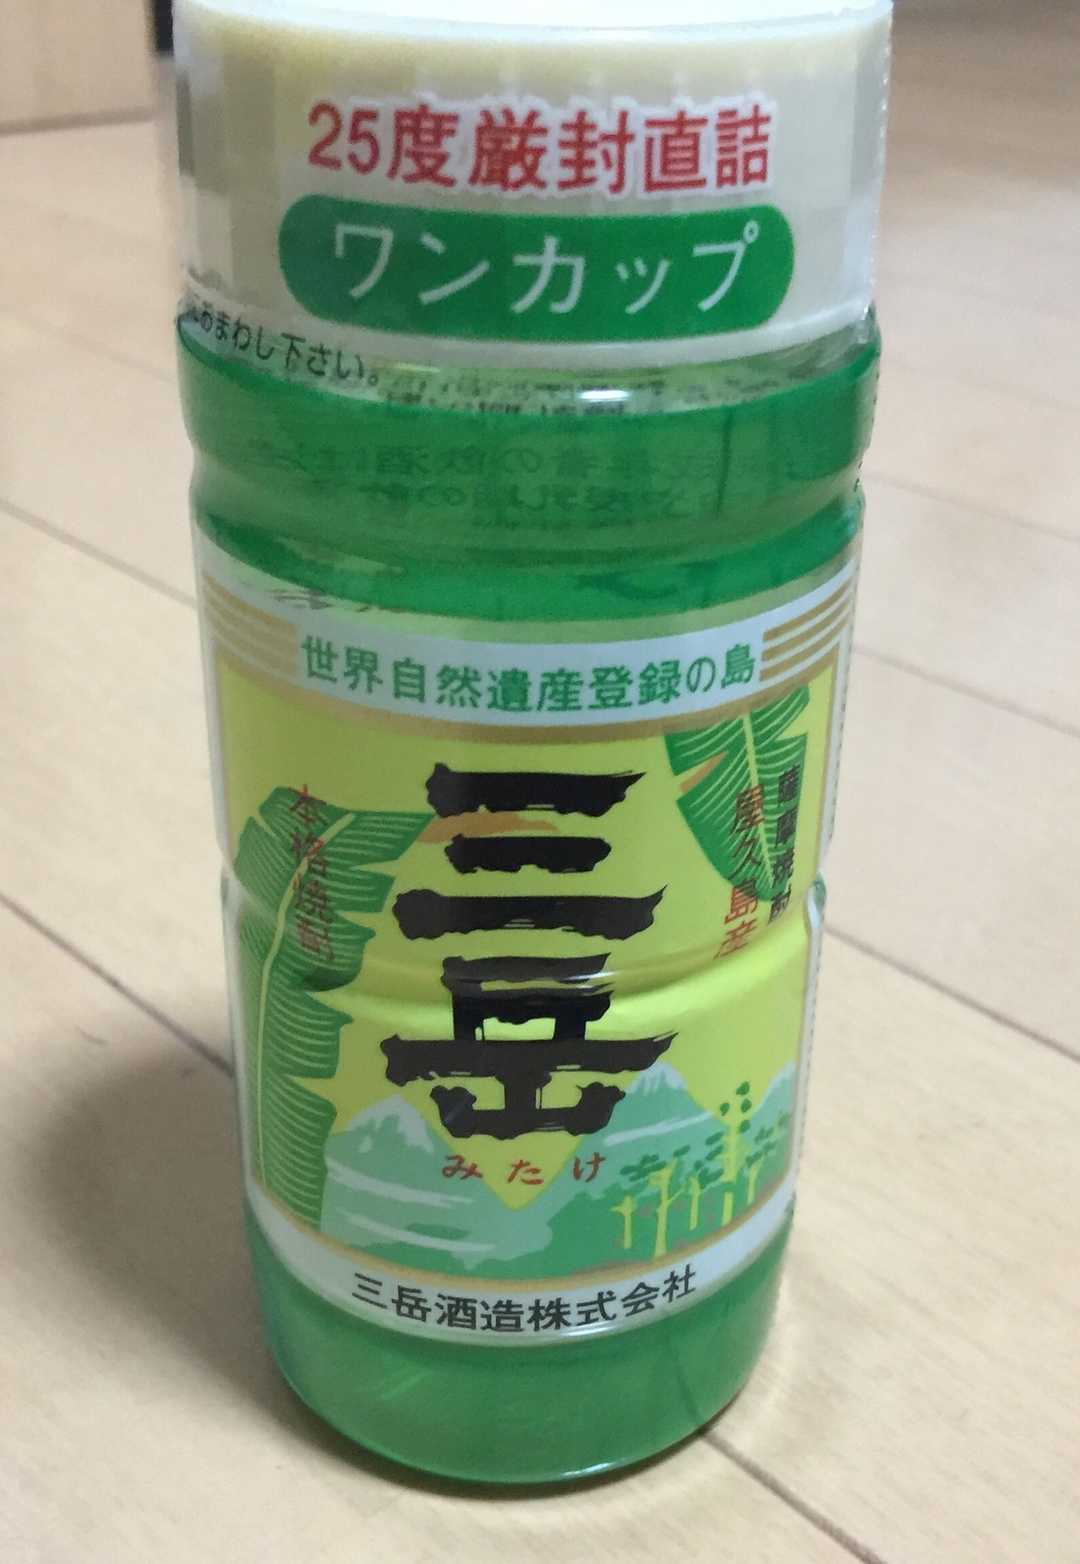 25度厳封直詰
ワンカップ
におまわし下さい。
世界自然遺産登録の島
薩摩焼酎
屋久島産
本格焼酎
三岳
みたけ
三岳酒造株式会社